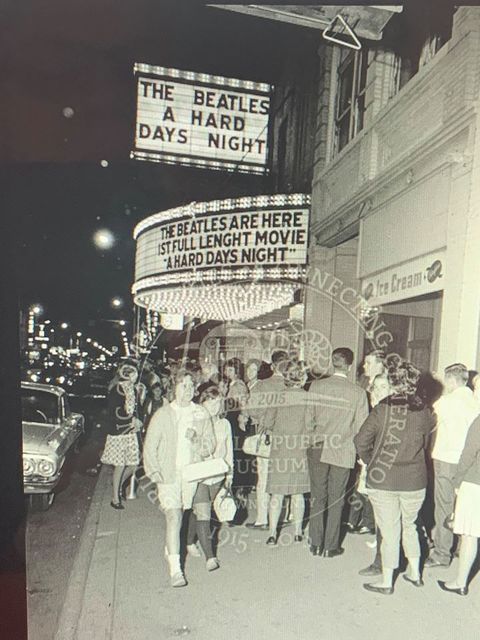 THE BEATLES
A HARD
DAYS NIGHT
THE BEATLES ARE HERE
1ST FULL LENGHT MOVIE
"A HARD DAYS NIGHT"
Ice Cream
2015
PUBLIC
MUSEUM
1915 - 2015